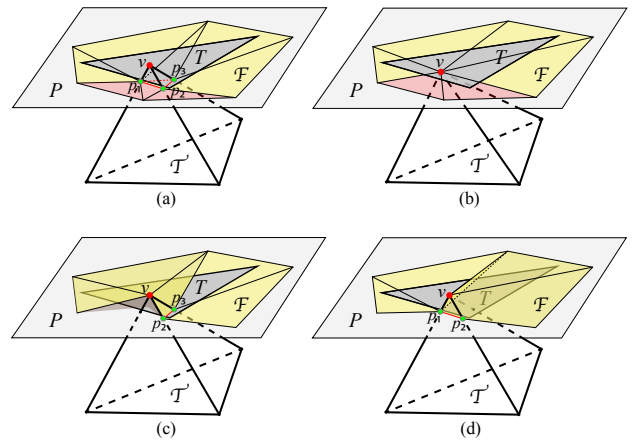 v
T
p₃
ℱ
P
p₁
p₂
𝒯
(a)
v
T
ℱ
P
𝒯
(b)
v
T
p₃
ℱ
P
p₂
𝒯
(c)
v
T
ℱ
P
p₁
p₂
𝒯
(d)